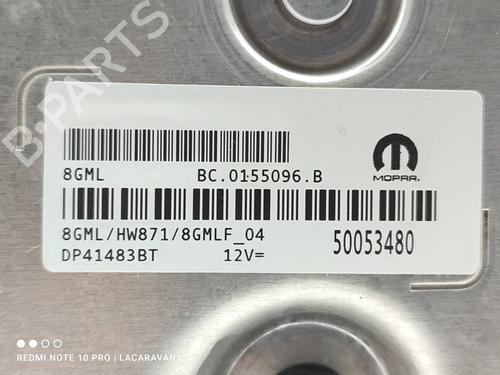 B-PARTS
8GML BC.0155096.B
MOPAR.
8GML/HW871/8GMLF_04
DP41483BT 12V= 50053480
REDMI NOTE 10 PRO | LACARAVANA